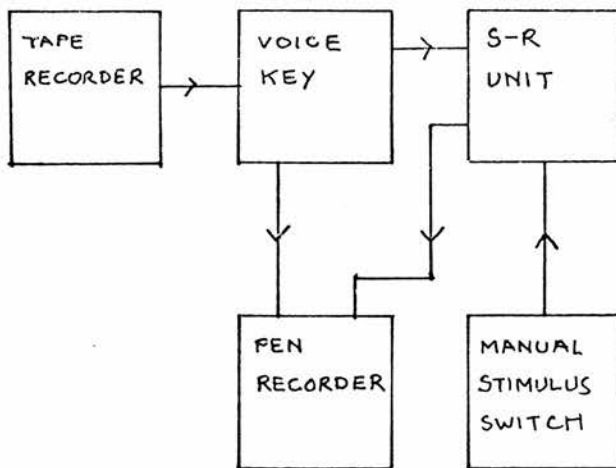 TAPE
RECORDER
VOICE
KEY
S-R
UNIT
PEN
RECORDER
MANUAL
STIMULUS
SWITCH